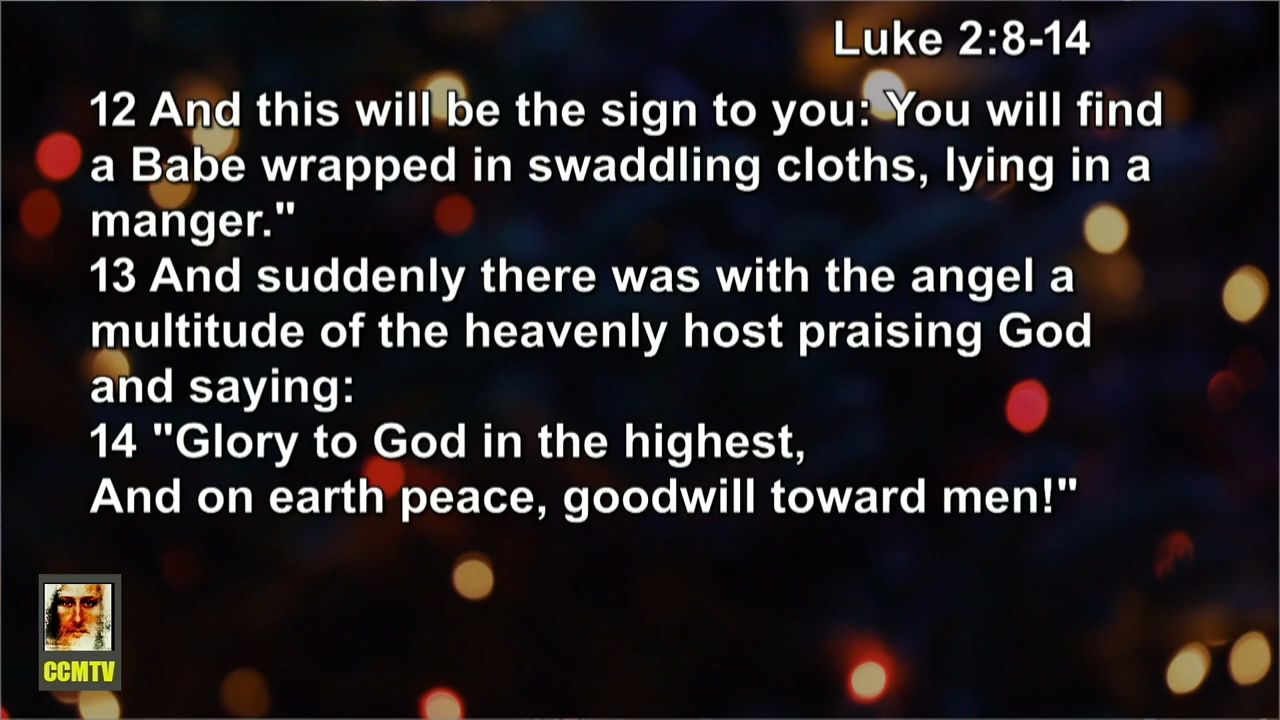 Luke 2:8-14
12 And this will be the sign to you: You will find
a Babe wrapped in swaddling cloths, lying in a
manger."
13 And suddenly there was with the angel a
multitude of the heavenly host praising God
and saying:
14 "Glory to God in the highest,
And on earth peace, goodwill toward men!"
CCMTV